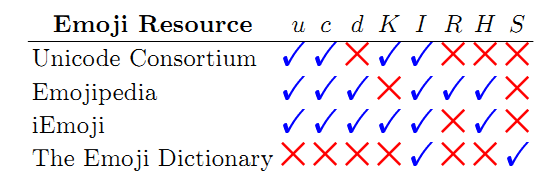 Emoji Resource u c d K I R H S
Unicode Consortium ✓ ✓ ✗ ✓ ✓ ✗ ✗ ✗
Emojipedia ✓ ✓ ✓ ✗ ✓ ✓ ✓ ✗
iEmoji ✓ ✓ ✓ ✓ ✓ ✗ ✓ ✗
The Emoji Dictionary ✗ ✗ ✗ ✗ ✓ ✗ ✗ ✓